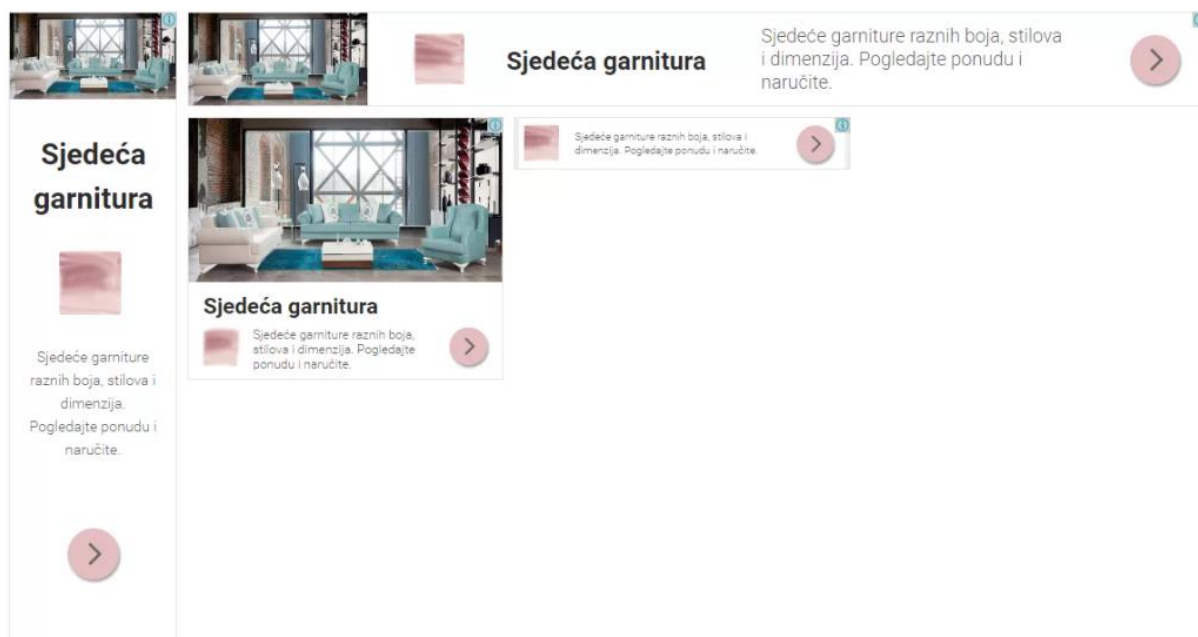 Sjedeća
garnitura
Sjedeće garniture
raznih boja, stilova i
dimenzija.
Pogledajte ponudu i
naručite.
Sjedeća garnitura
Sjedeće garniture raznih boja, stilova
i dimenzija. Pogledajte ponudu i
naručite.
Sjedeća garnitura
Sjedeće garniture raznih boja,
stilova i dimenzija. Pogledajte
ponudu i naručite.
Sjedeće garniture raznih boja, stilova i
dimenzija. Pogledajte ponudu i naručite.